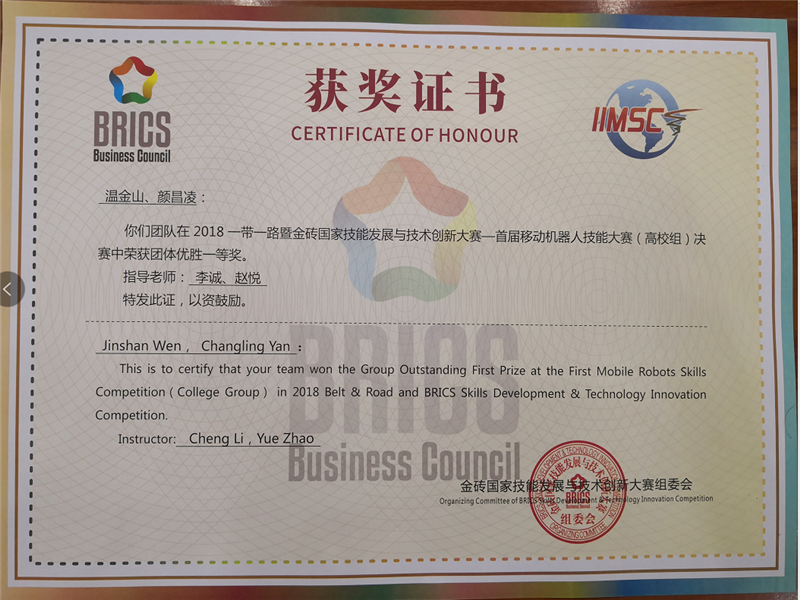 BRICS
Business Council
获奖证书
CERTIFICATE OF HONOUR
IIMSC
温金山、颜昌凌：
你们团队在 2018 一带一路暨金砖国家技能发展与技术创新大赛—首届移动机器人技能大赛（高校组）决
赛中荣获团体优胜一等奖。
指导老师：李诚、赵悦
特发此证，以资鼓励。
Jinshan Wen， Changling Yan：
This is to certify that your team won the Group Outstanding First Prize at the First Mobile Robots Skills
Competition（College Group） in 2018 Belt & Road and BRICS Skills Development & Technology Innovation
Competition.
Instructor: Cheng Li，Yue Zhao
BRICS
Business Council
金砖国家技能发展与技术创新大赛组委会
Organizing Committee of BRICS Skills Development & Technology Innovation Competition
BRICS
组委会
ORGANIZING COMMITTEE